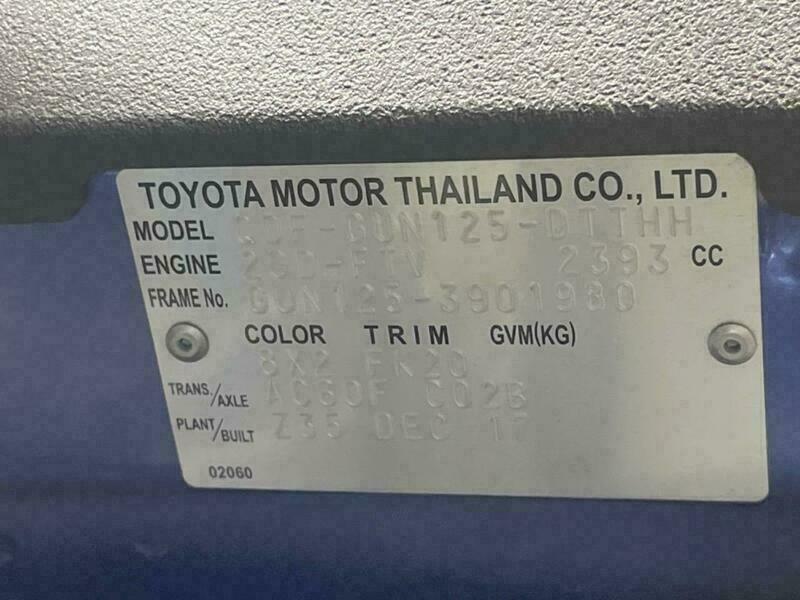 TOYOTA MOTOR THAILAND CO., LTD.
MODEL QDF-GUN125-DTTHH
ENGINE 2GD-FTV 2393 CC
FRAME No. GUN125-3901980
COLOR TRIM GVM(KG)
8X2 FK20
TRANS./AXLE AC60F C02B
PLANT/BUILT Z35 DEC 17
02060